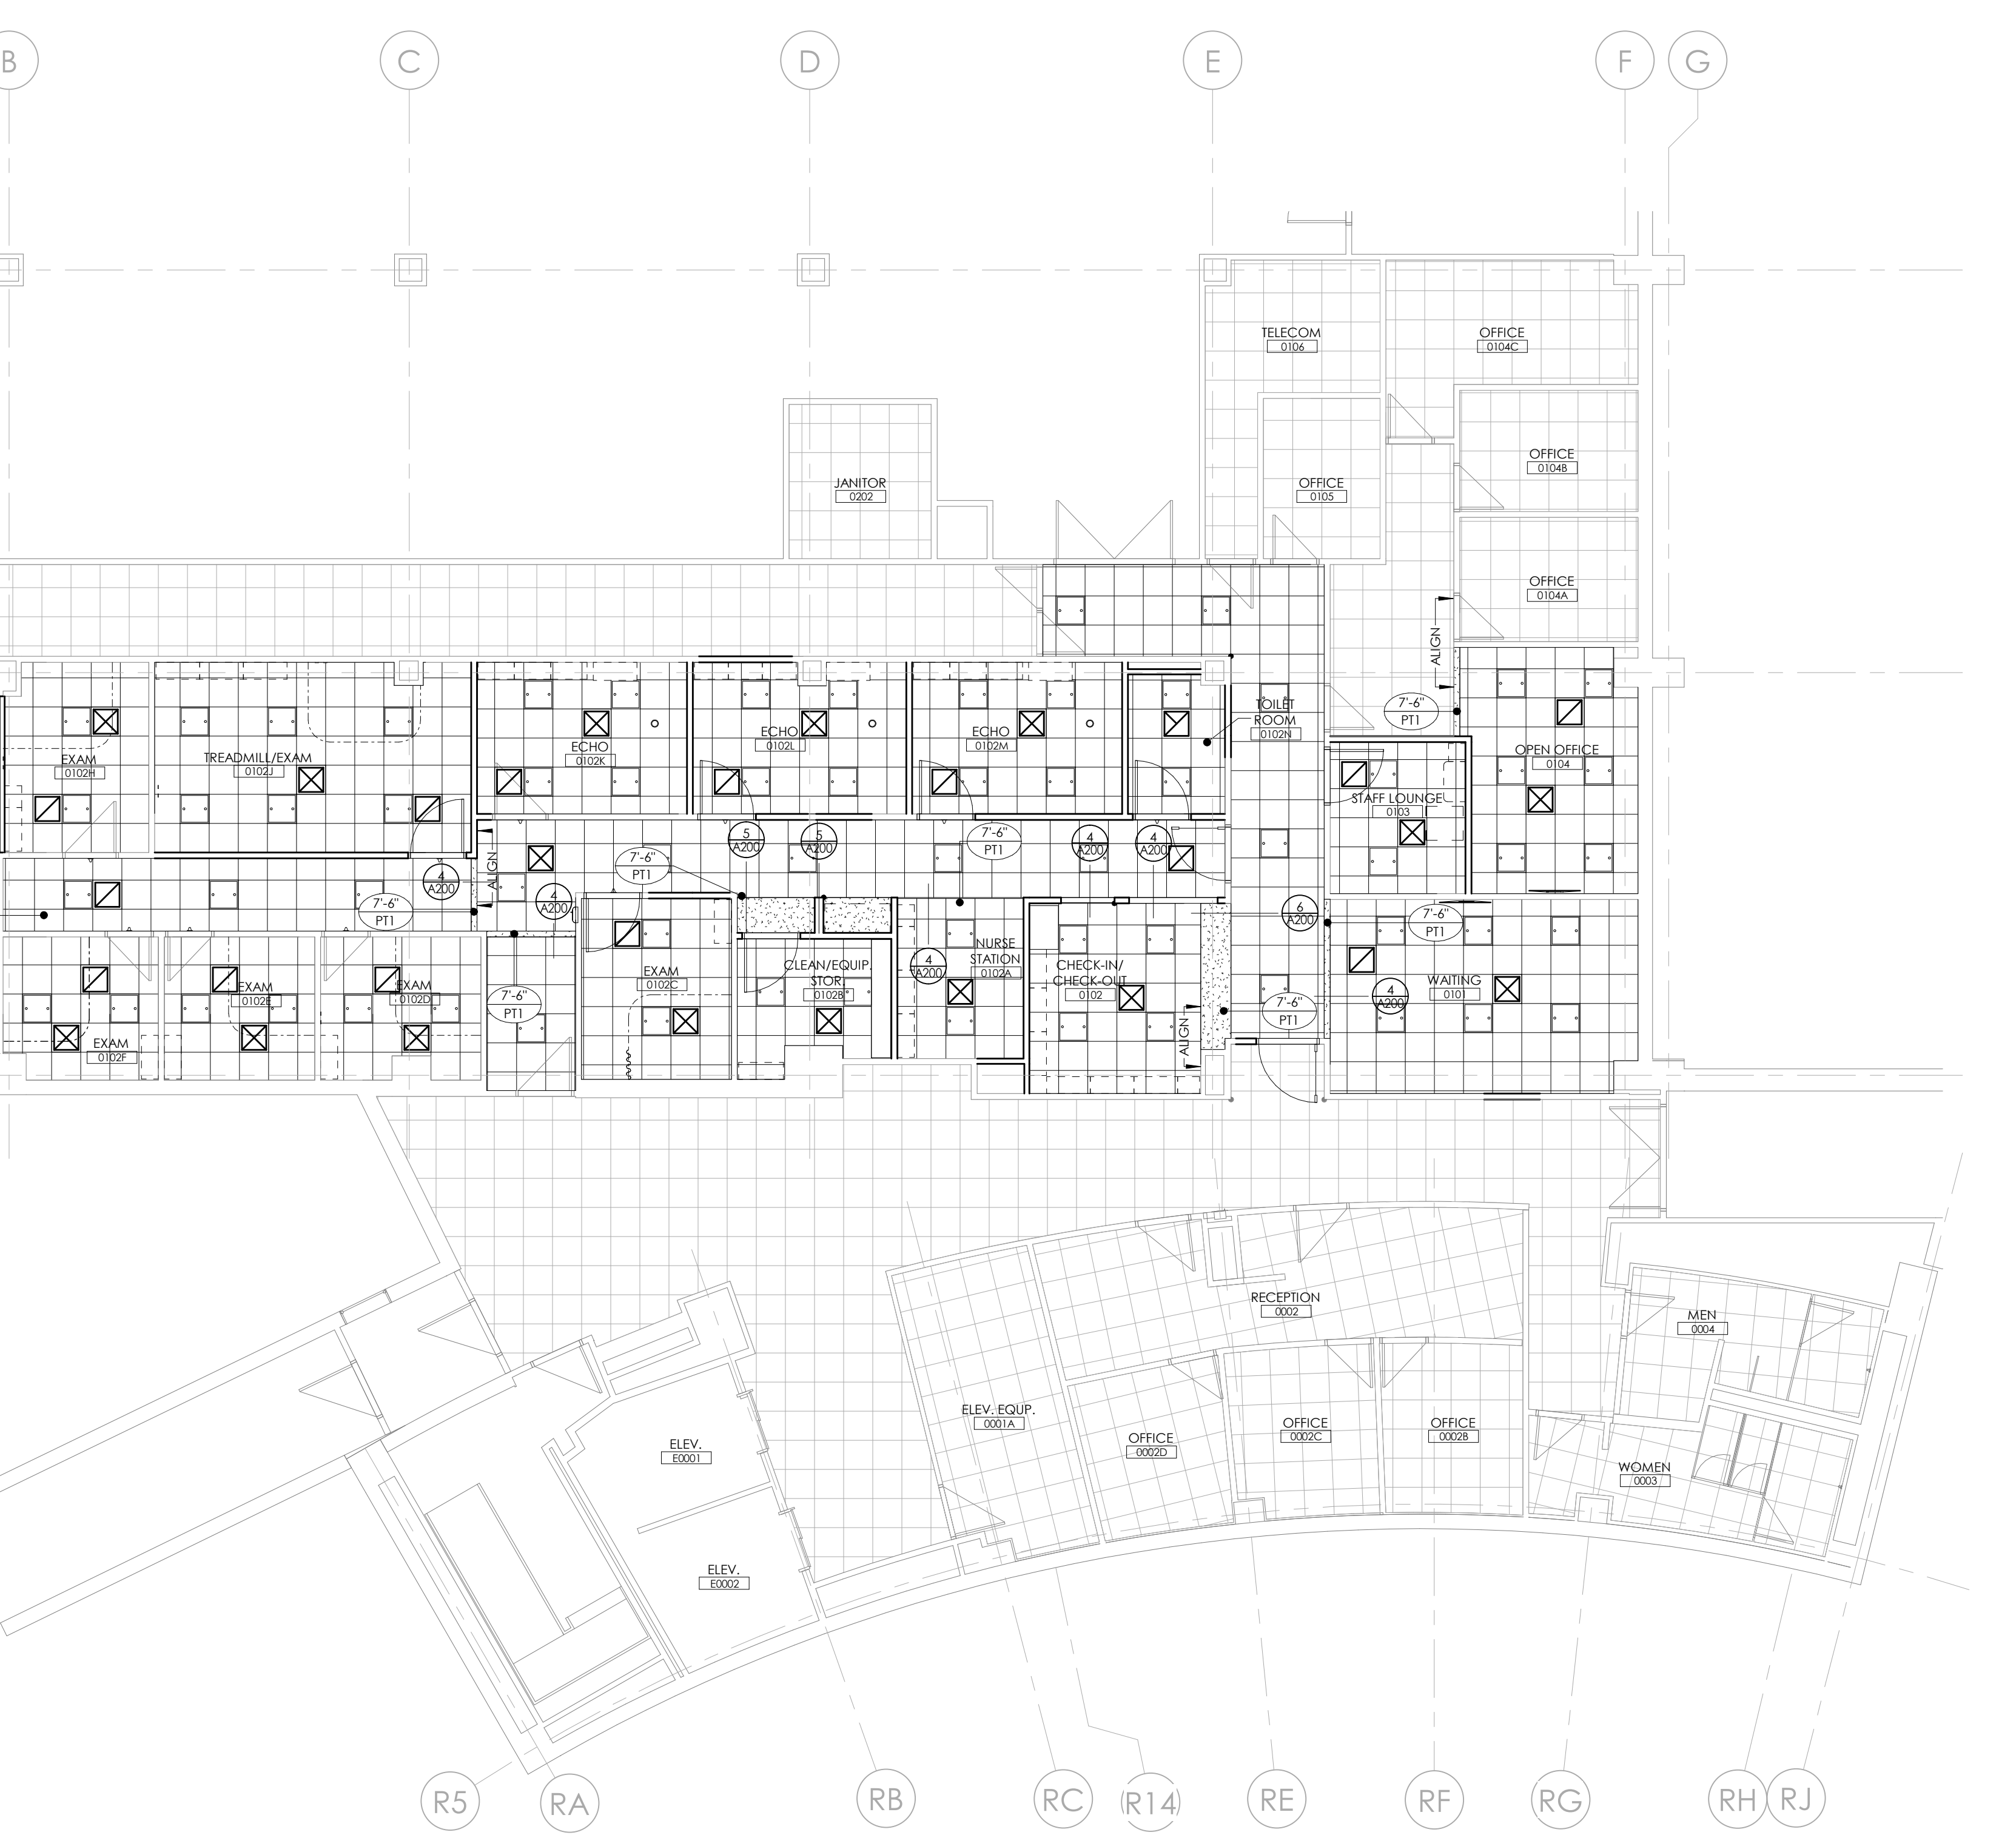 B
C
D
E
F
G
TELECOM
0106
OFFICE
0104C
OFFICE
0104B
JANITOR
0202
OFFICE
0105
OFFICE
0104A
ALIGN
7'-6"
PT1
TOILET
ROOM
0102N
ECHO
0102K
ECHO
0102L
ECHO
0102M
EXAM
0102H
TREADMILL/EXAM
0102J
OPEN OFFICE
0104
STAFF LOUNGE
0103
5
A200
5
A200
7'-6"
PT1
4
A200
4
A200
7'-6"
PT1
ALIGN
4
A200
7'-6"
PT1
4
A200
6
A200
7'-6"
PT1
NURSE
STATION
0102A
4
A200
EXAM
0102C
CLEAN/EQUIP.
STOR.
0102B
CHECK-IN/
CHECK-OUT
0102
WAITING
0101
4
A200
7'-6"
PT1
7'-6"
PT1
ALIGN
EXAM
0102E
EXAM
0102D
EXAM
0102F
RECEPTION
0002
MEN
0004
ELEV. EQUP.
0001A
OFFICE
0002D
OFFICE
0002C
OFFICE
0002B
WOMEN
0003
ELEV.
E0001
ELEV.
E0002
R5
RA
RB
RC
R14
RE
RF
RG
RH
RJ